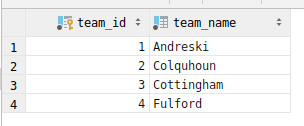 team_id team_name
1 1 Andreski
2 2 Colquhoun
3 3 Cottingham
4 4 Fulford